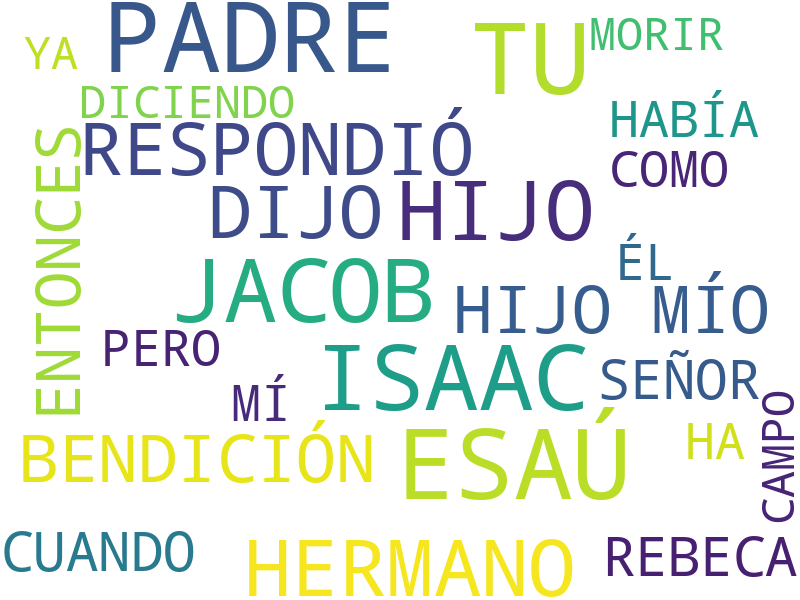 PADRE
TU
MORIR
YA
DICIENDO
HABÍA
RESPONDIÓ
ENTONCES
COMO
DIJO
HIJO
ÉL
JACOB
HIJO MÍO
PERO
ISAAC
SEÑOR
MÍ
CAMPO
BENDICIÓN
ESAÚ
HA
CUANDO
HERMANO
REBECA